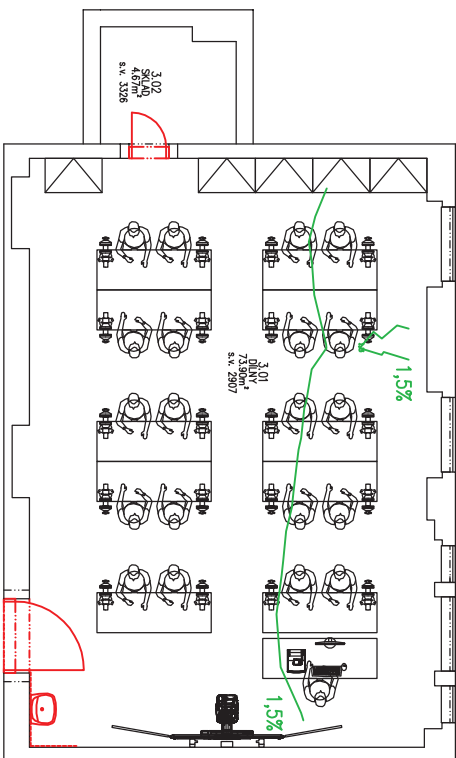 3.02
SKLAD
4.67m²
s.v. 3326
3.01
DÍLNY
73.90m²
s.v. 2907
1,5%
1,5%